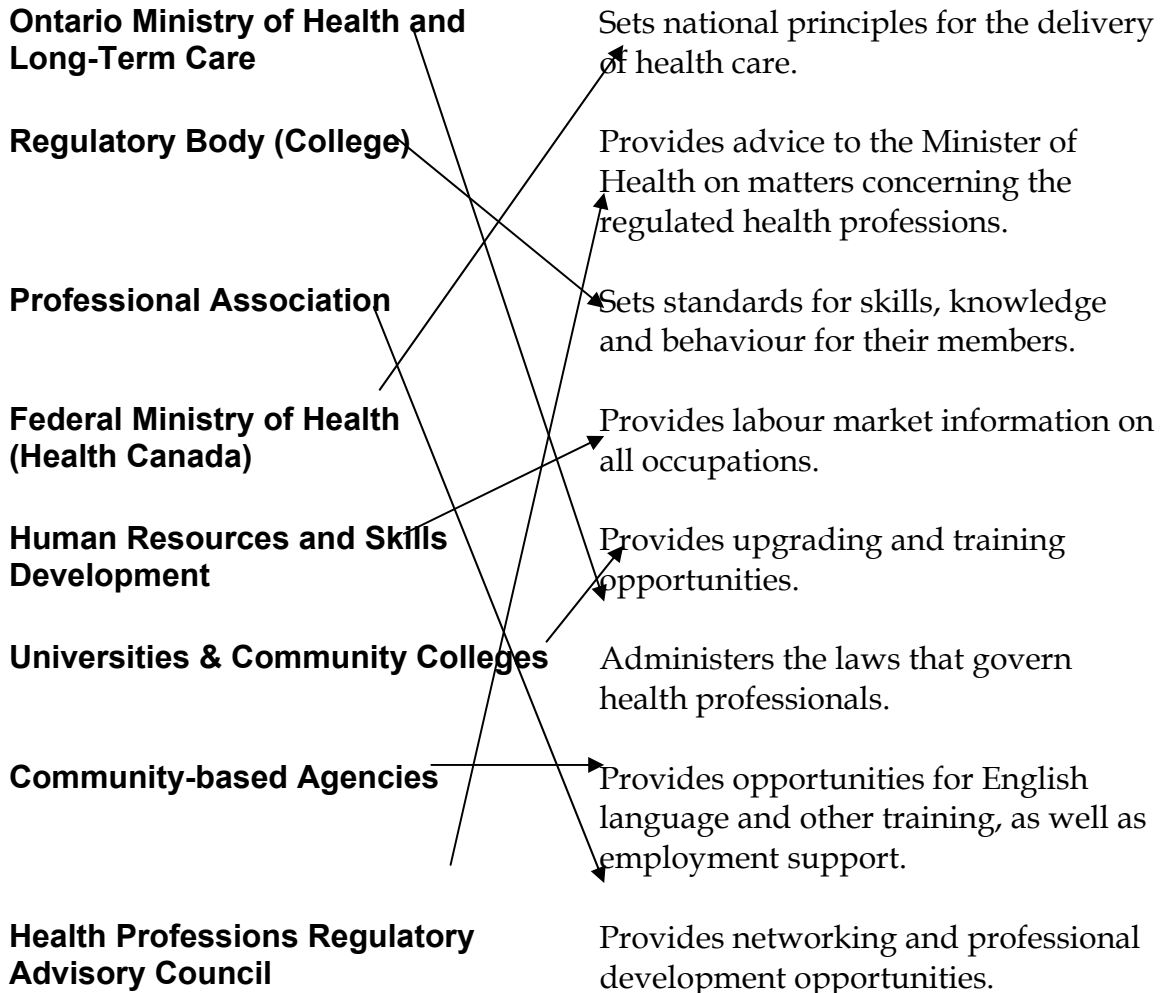 Ontario Ministry of Health and
Long-Term Care
Sets national principles for the delivery
of health care.
Regulatory Body (College)
Provides advice to the Minister of
Health on matters concerning the
regulated health professions.
Professional Association
Sets standards for skills, knowledge
and behaviour for their members.
Federal Ministry of Health
(Health Canada)
Provides labour market information on
all occupations.
Human Resources and Skills
Development
Provides upgrading and training
opportunities.
Universities & Community Colleges
Administers the laws that govern
health professionals.
Community-based Agencies
Provides opportunities for English
language and other training, as well as
employment support.
Health Professions Regulatory
Advisory Council
Provides networking and professional
development opportunities.